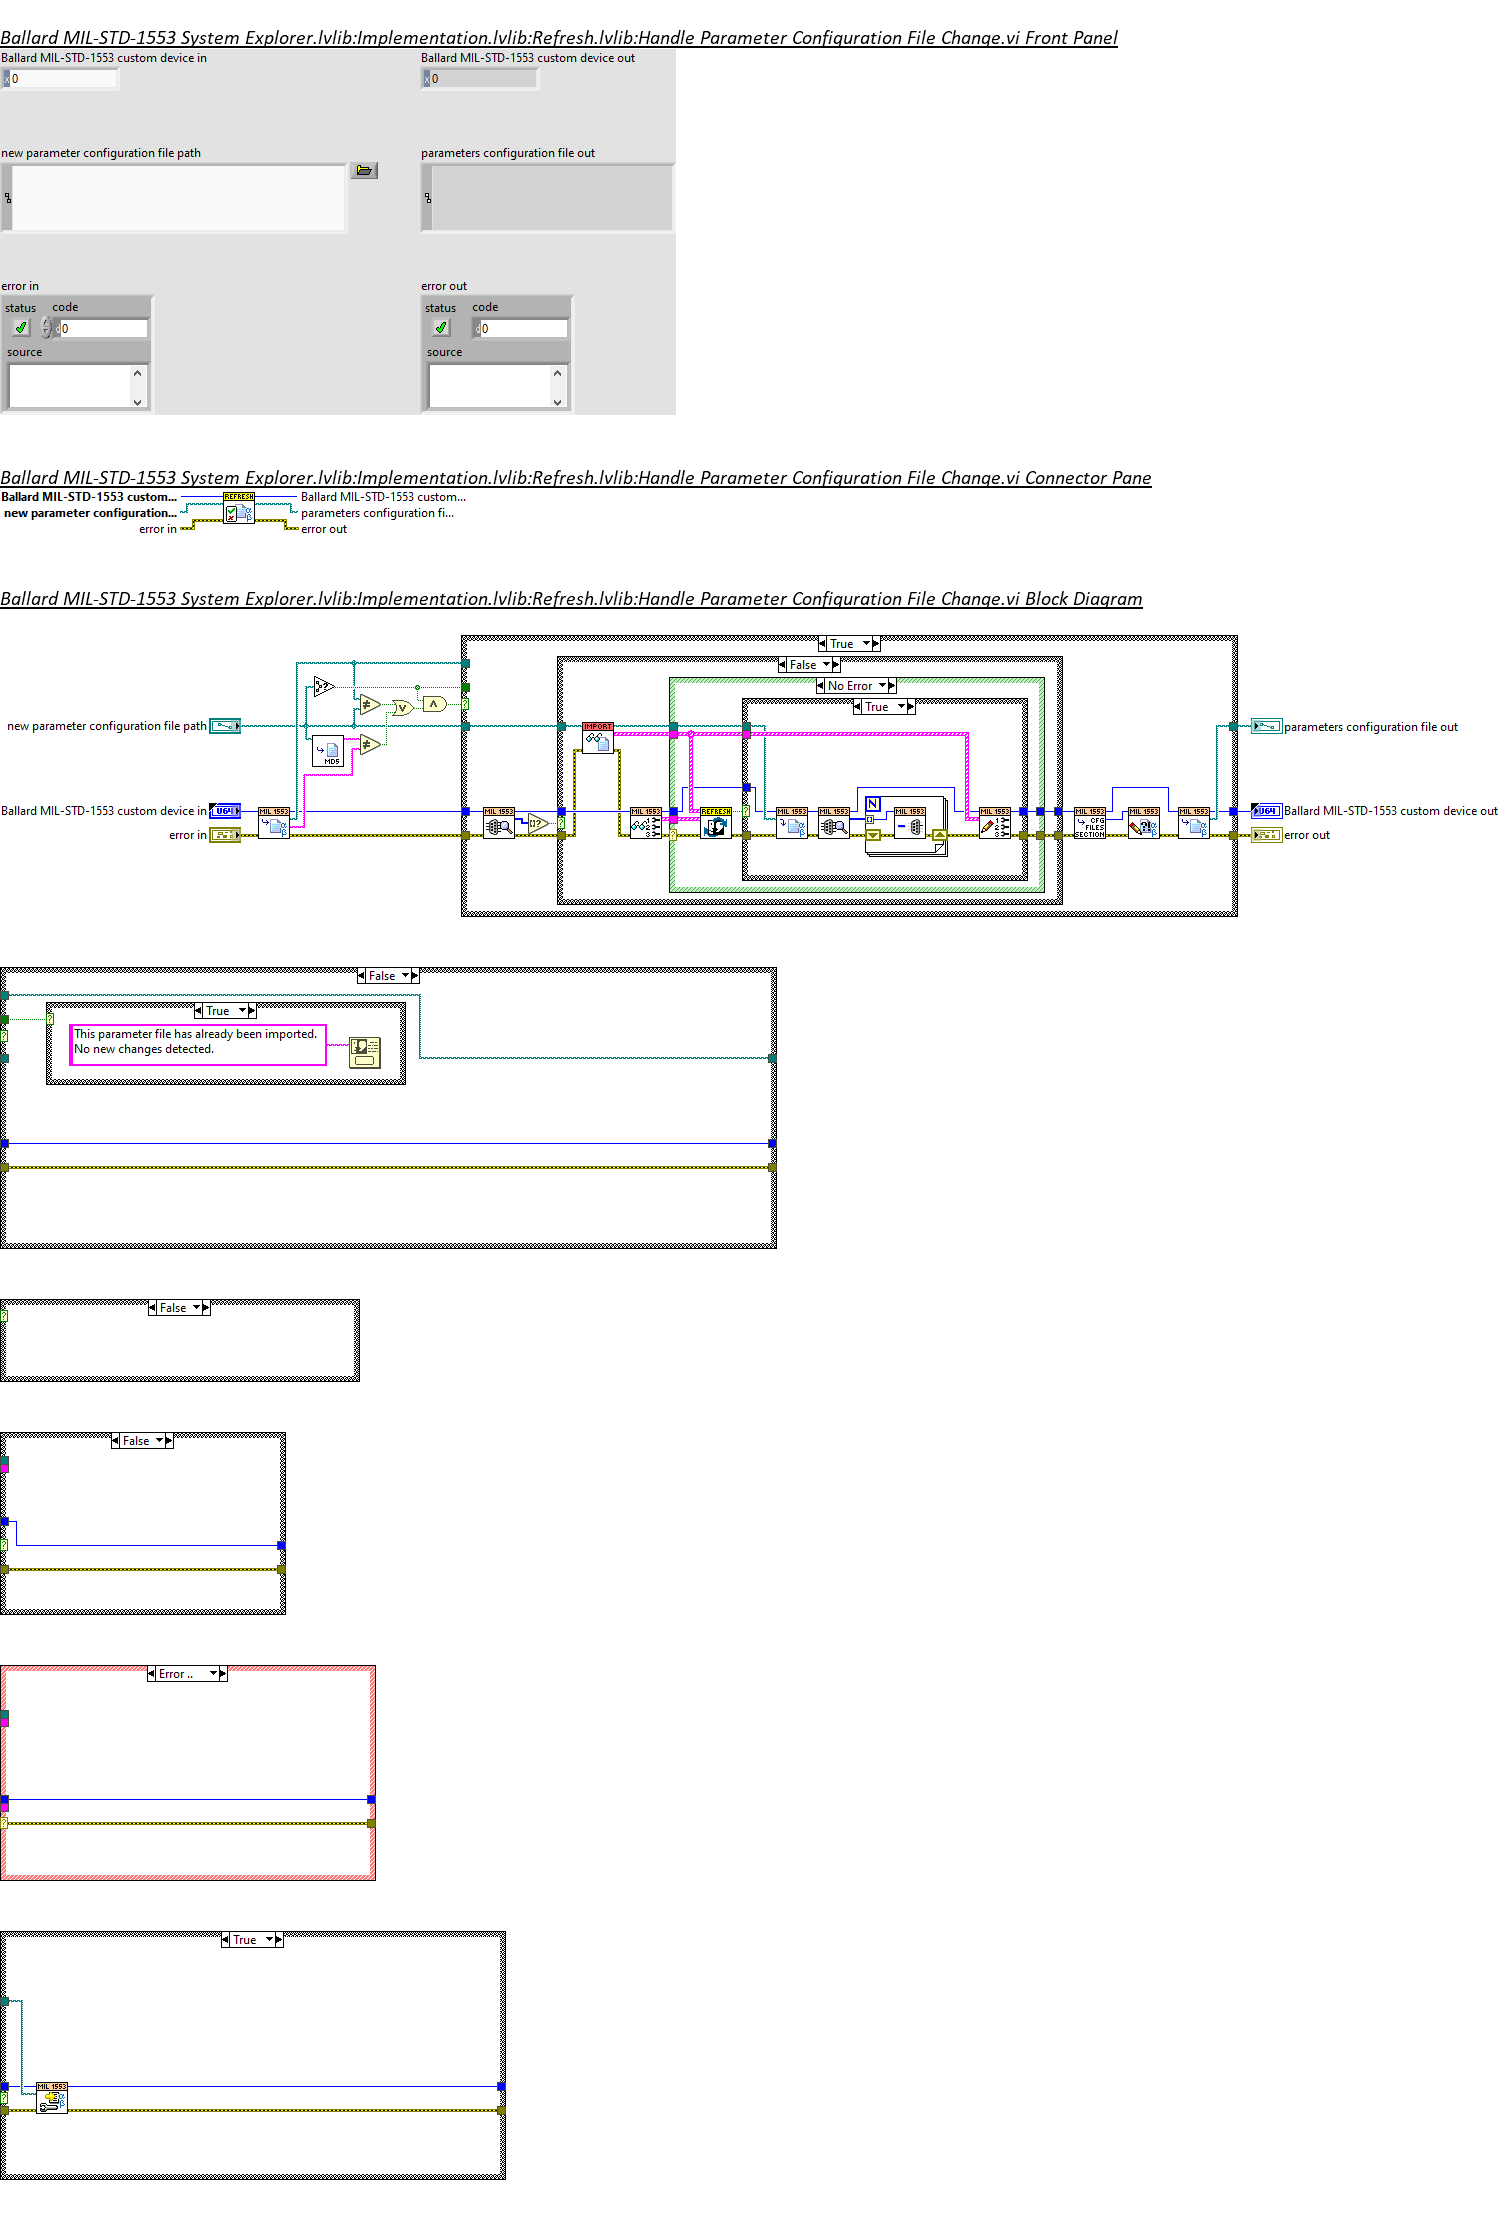 Ballard MIL-STD-1553 System Explorer.lvlib:Implementation.lvlib:Refresh.lvlib:Handle Parameter Configuration File Change.vi Front Panel
Ballard MIL-STD-1553 custom device in
Ballard MIL-STD-1553 custom device out
x 0
x 0
new parameter configuration file path
parameters configuration file out
error in
error out
status code
status code
d 0
d 0
source
source
Ballard MIL-STD-1553 System Explorer.lvlib:Implementation.lvlib:Refresh.lvlib:Handle Parameter Configuration File Change.vi Connector Pane
Ballard MIL-STD-1553 custom...
REFRESH
Ballard MIL-STD-1553 custom...
new parameter configuration...
parameters configuration fi...
error in
error out
Ballard MIL-STD-1553 System Explorer.lvlib:Implementation.lvlib:Refresh.lvlib:Handle Parameter Configuration File Change.vi Block Diagram
True
False
No Error
True
new parameter configuration file path
IMPORT
parameters configuration file out
MD5
Ballard MIL-STD-1553 custom device in
U64
MIL 1553
MIL 1553
MIL 1553
REFRESH
MIL 1553
MIL 1553
N
MIL 1553
MIL 1553
MIL 1553
CFG
FILES
SECTION
MIL 1553
MIL 1553
U64
Ballard MIL-STD-1553 custom device out
error in
error out
False
True
This parameter file has already been imported.
No new changes detected.
False
False
Error ..
True
MIL 1553